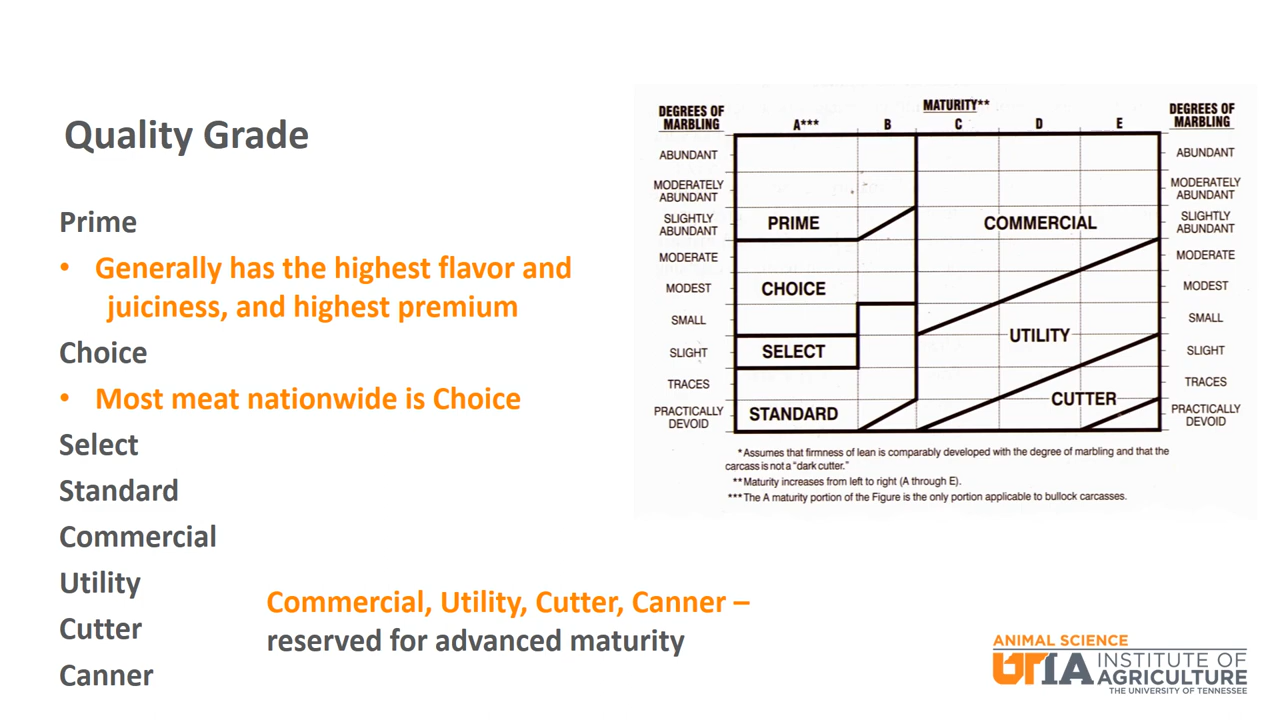 Quality Grade
Prime
• Generally has the highest flavor and
juiciness, and highest premium
Choice
• Most meat nationwide is Choice
Select
Standard
Commercial
Utility
Cutter
Canner
Commercial, Utility, Cutter, Canner –
reserved for advanced maturity
DEGREES OF
MARBLING
MATURITY**
DEGREES OF
MARBLING
A*** B C D E
ABUNDANT ABUNDANT
MODERATELY
ABUNDANT
MODERATELY
ABUNDANT
SLIGHTLY
ABUNDANT
PRIME COMMERCIAL
SLIGHTLY
ABUNDANT
MODERATE MODERATE
MODEST CHOICE MODEST
SMALL SMALL
UTILITY
SLIGHT SELECT SLIGHT
TRACES TRACES
CUTTER
PRACTICALLY
DEVOID
STANDARD
PRACTICALLY
DEVOID
*Assumes that firmness of lean is comparably developed with the degree of marbling and that the
carcass is not a "dark cutter."
**Maturity increases from left to right (A through E).
***The A maturity portion of the Figure is the only portion applicable to bullock carcasses.
ANIMAL SCIENCE
UTIA INSTITUTE OF
AGRICULTURE
THE UNIVERSITY OF TENNESSEE